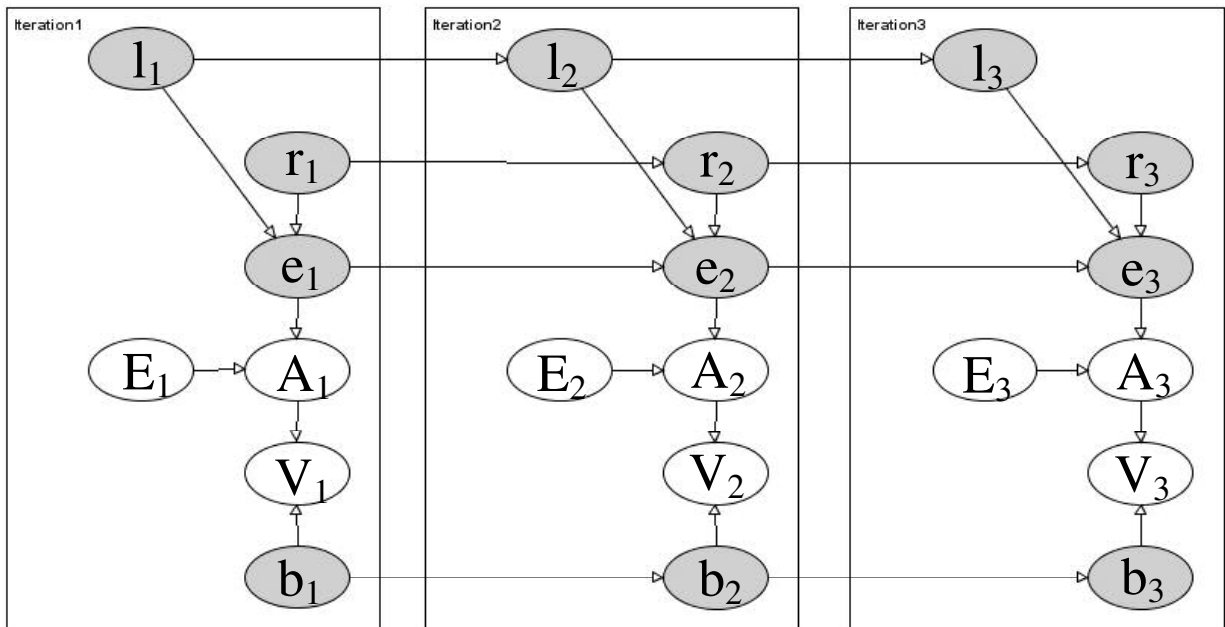 Iteration1 Iteration2 Iteration3
l₁ l₂ l₃
r₁ r₂ r₃
e₁ e₂ e₃
E₁ A₁ E₂ A₂ E₃ A₃
V₁ V₂ V₃
b₁ b₂ b₃